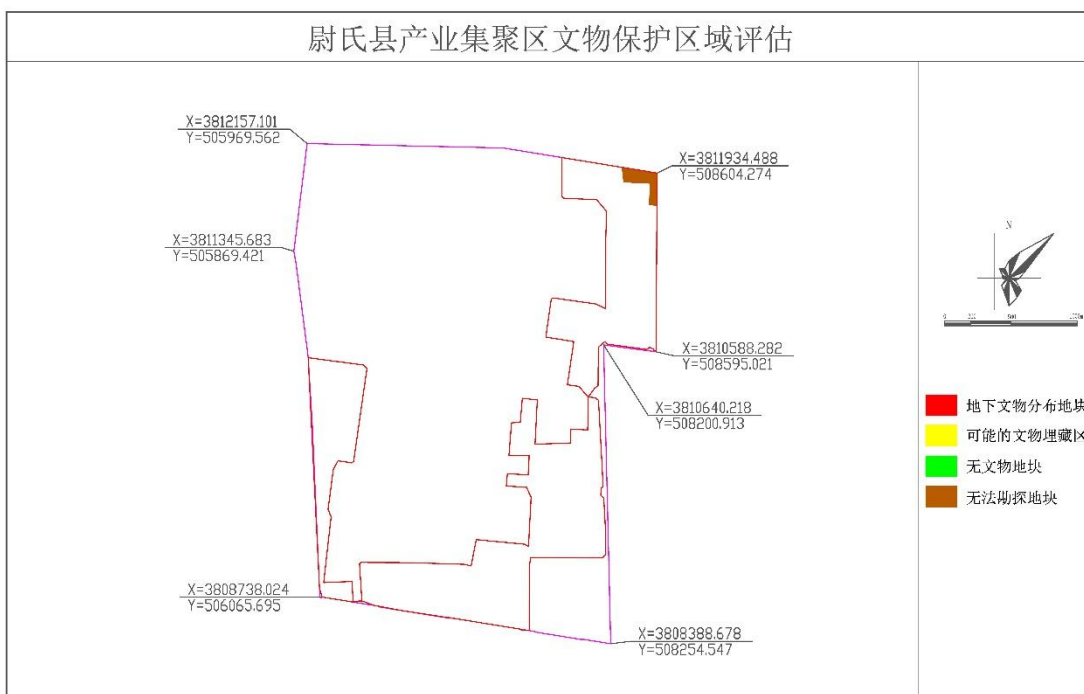 尉氏县产业集聚区文物保护区域评估
X=3812157.101
Y=505969.562
X=3811934.488
Y=508604.274
X=3811345.683
Y=505869.421
N
X=3810588.282
Y=508595.021
X=3810640.218
Y=508200.913
地下文物分布地块
可能的文物埋藏区
无文物地块
无法勘探地块
X=3808738.024
Y=506065.695
X=3808388.678
Y=508254.547